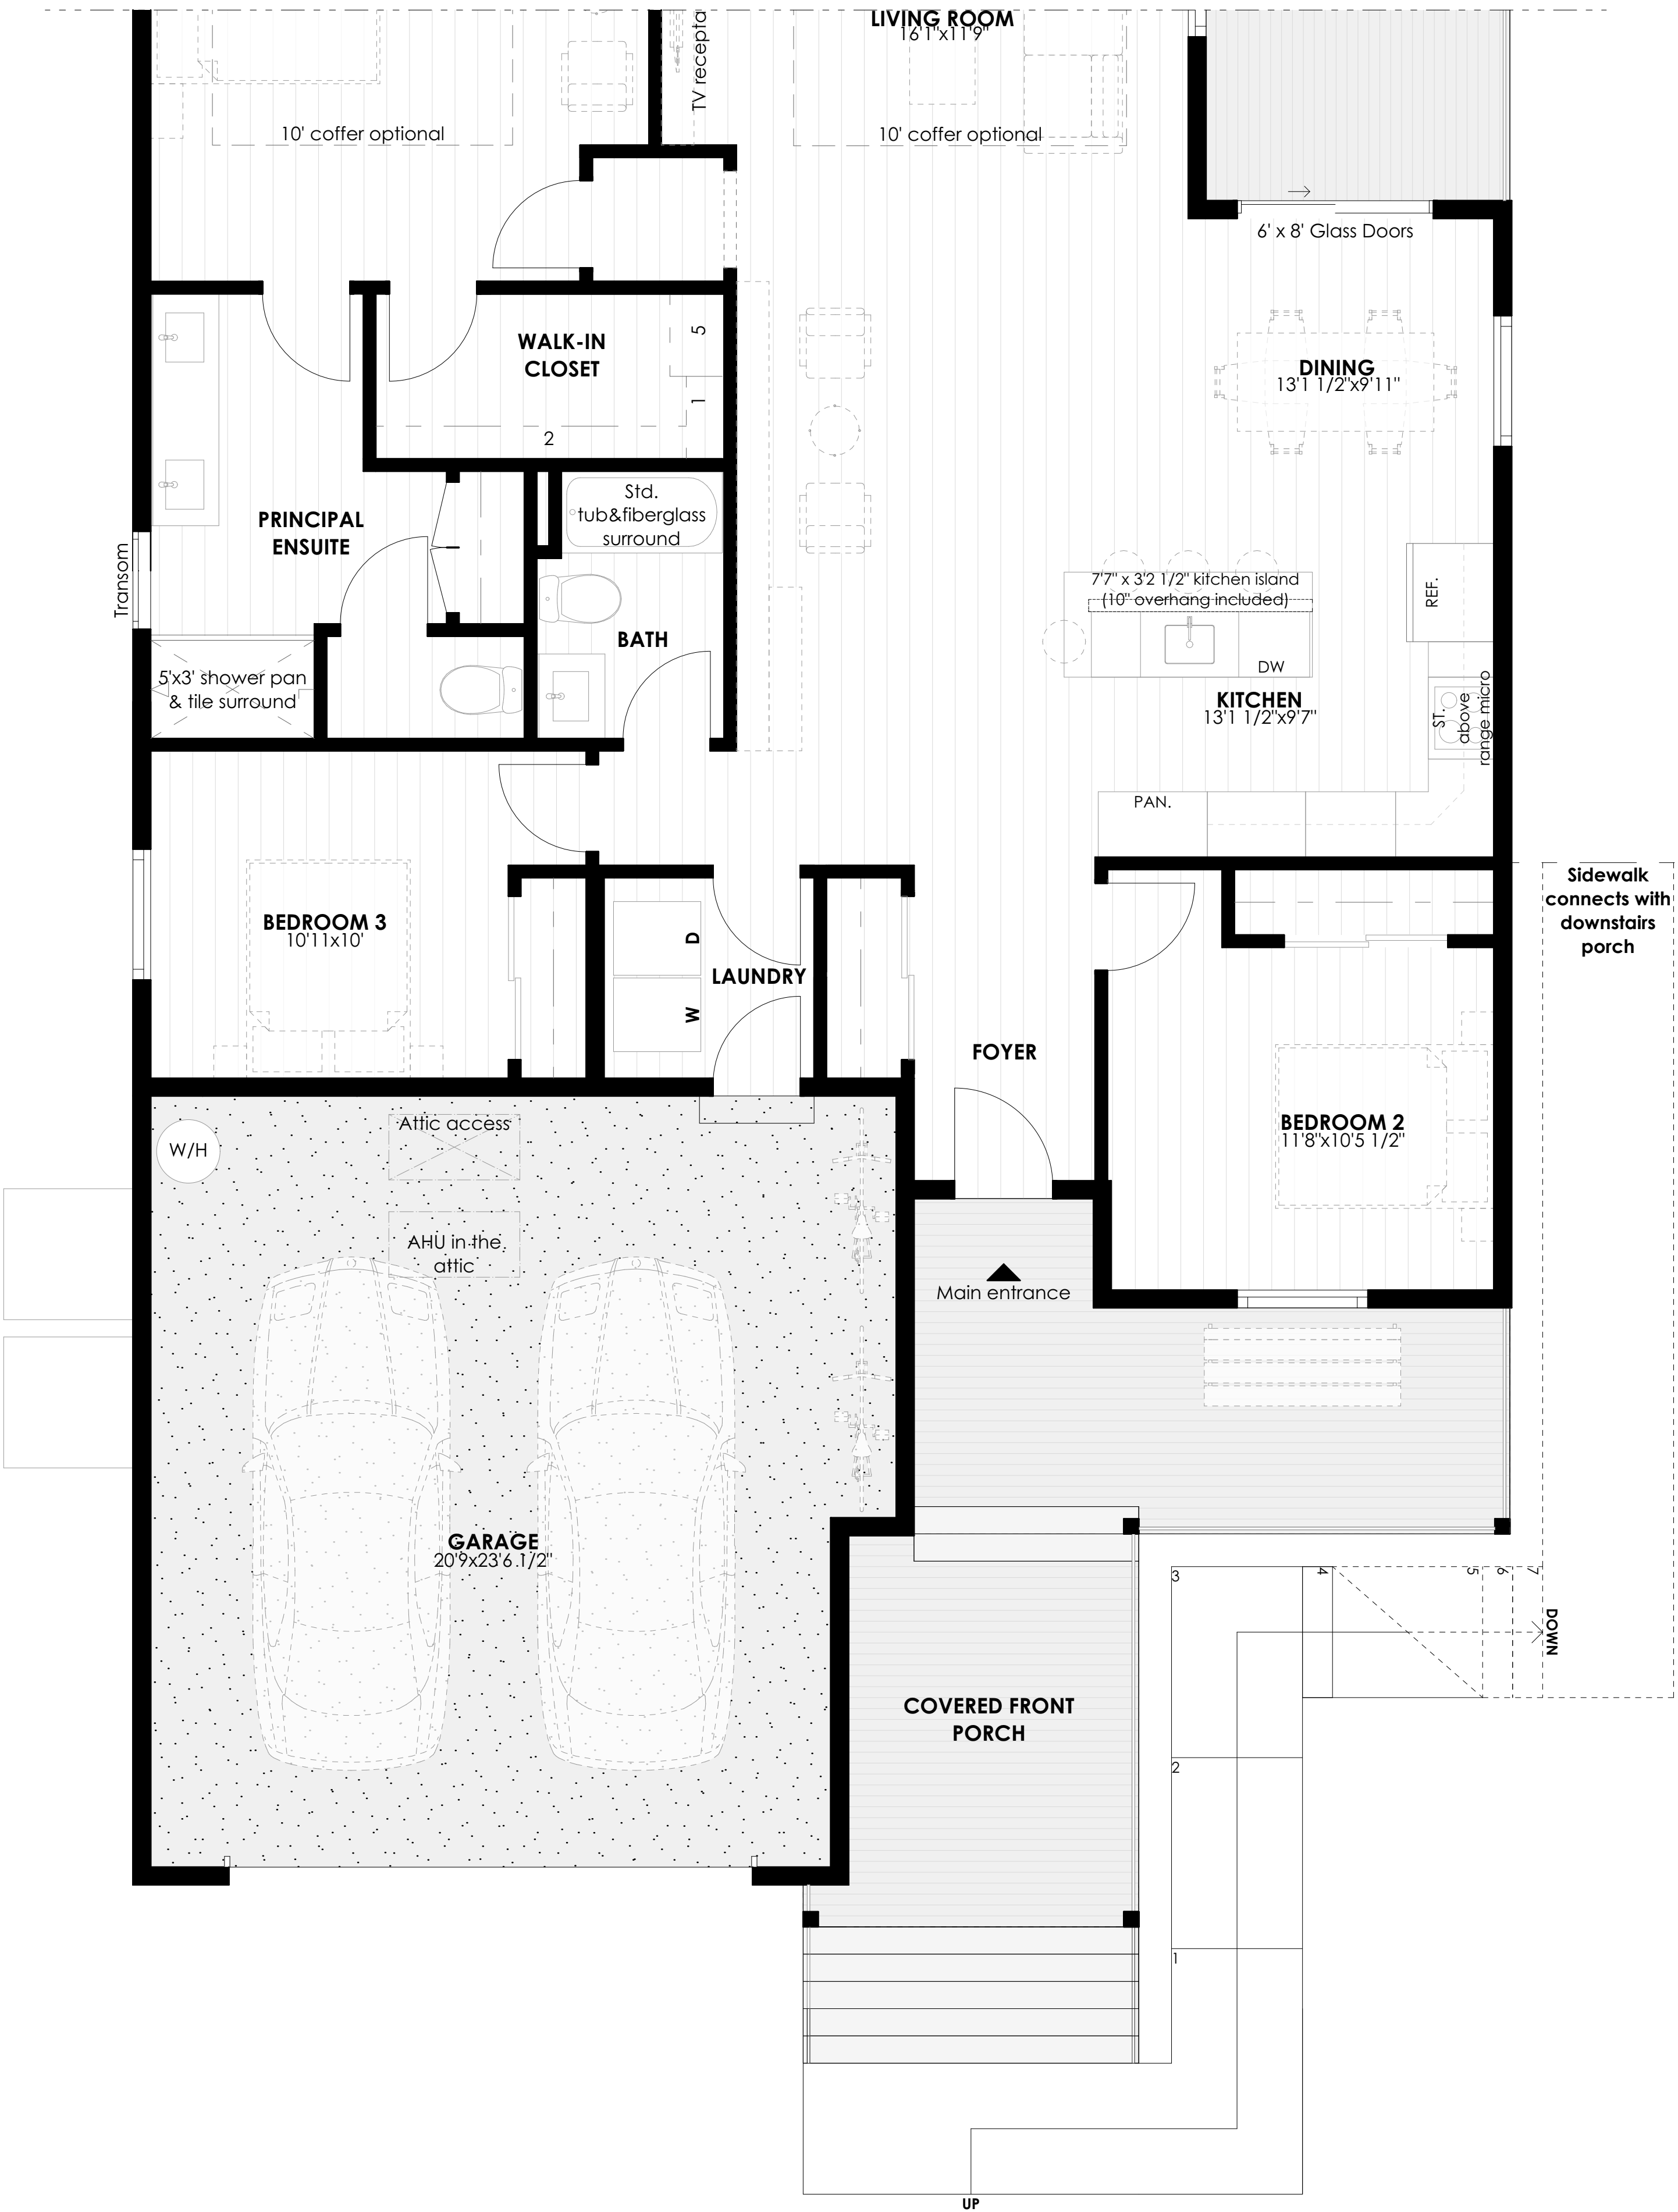 LIVING ROOM
16'1"x11'9"
TV recepta
10' coffer optional
10' coffer optional
6' x 8' Glass Doors
WALK-IN
CLOSET
5
1
2
DINING
13'1 1/2"x9'11"
PRINCIPAL
ENSUITE
Transom
Std.
tub&fiberglass
surround
BATH
5'x3' shower pan
& tile surround
7'7" x 3'2 1/2" kitchen island
(10" overhang included)
DW
REF.
KITCHEN
13'1 1/2"x9'7"
ST.
above
range micro
PAN.
BEDROOM 3
10'11x10'
D
W
LAUNDRY
FOYER
Sidewalk
connects with
downstairs
porch
BEDROOM 2
11'8"x10'5 1/2"
W/H
Attic access
AHU in the
attic
Main entrance
GARAGE
20'9x23'6 1/2"
COVERED FRONT
PORCH
3
4
5
6
7
DOWN
2
1
UP